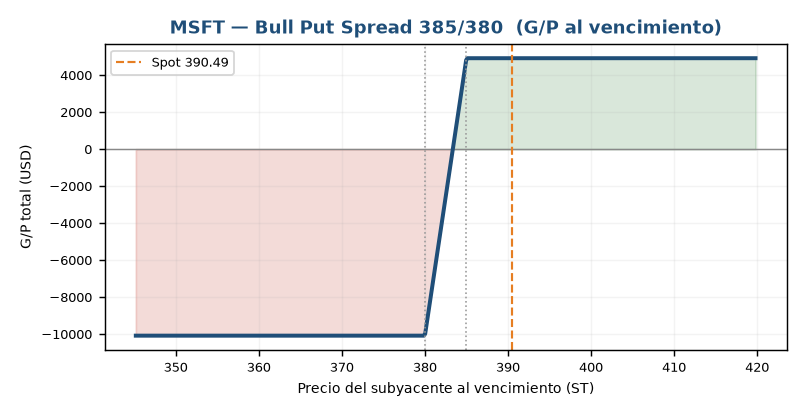 MSFT — Bull Put Spread 385/380  (G/P al vencimiento)
Spot 390.49
G/P total (USD)
4000
2000
0
−2000
−4000
−6000
−8000
−10000
350 360 370 380 390 400 410 420
Precio del subyacente al vencimiento (ST)